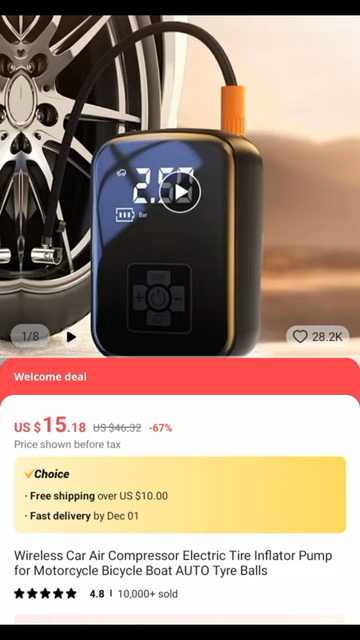 2.50
Bar
1/8
28.2K
Welcome deal
US $15.18 US $46.32 -67%
Price shown before tax
Choice
· Free shipping over US $10.00
· Fast delivery by Dec 01
Wireless Car Air Compressor Electric Tire Inflator Pump
for Motorcycle Bicycle Boat AUTO Tyre Balls
4.8 | 10,000+ sold